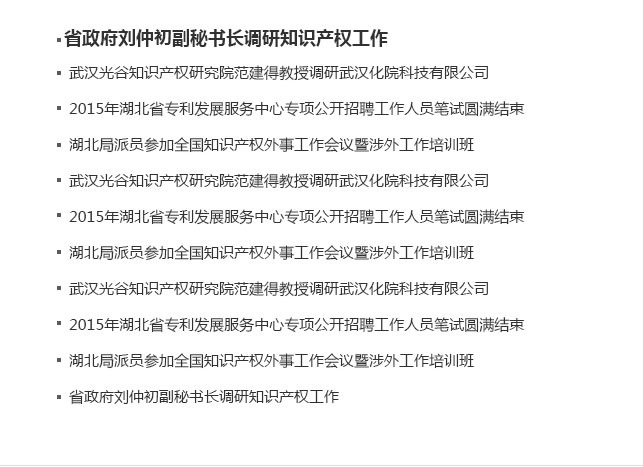 省政府刘仲初副秘书长调研知识产权工作
武汉光谷知识产权研究院范建得教授调研武汉化院科技有限公司
2015年湖北省专利发展服务中心专项公开招聘工作人员笔试圆满结束
湖北局派员参加全国知识产权外事工作会议暨涉外工作培训班
武汉光谷知识产权研究院范建得教授调研武汉化院科技有限公司
2015年湖北省专利发展服务中心专项公开招聘工作人员笔试圆满结束
湖北局派员参加全国知识产权外事工作会议暨涉外工作培训班
武汉光谷知识产权研究院范建得教授调研武汉化院科技有限公司
2015年湖北省专利发展服务中心专项公开招聘工作人员笔试圆满结束
湖北局派员参加全国知识产权外事工作会议暨涉外工作培训班
省政府刘仲初副秘书长调研知识产权工作